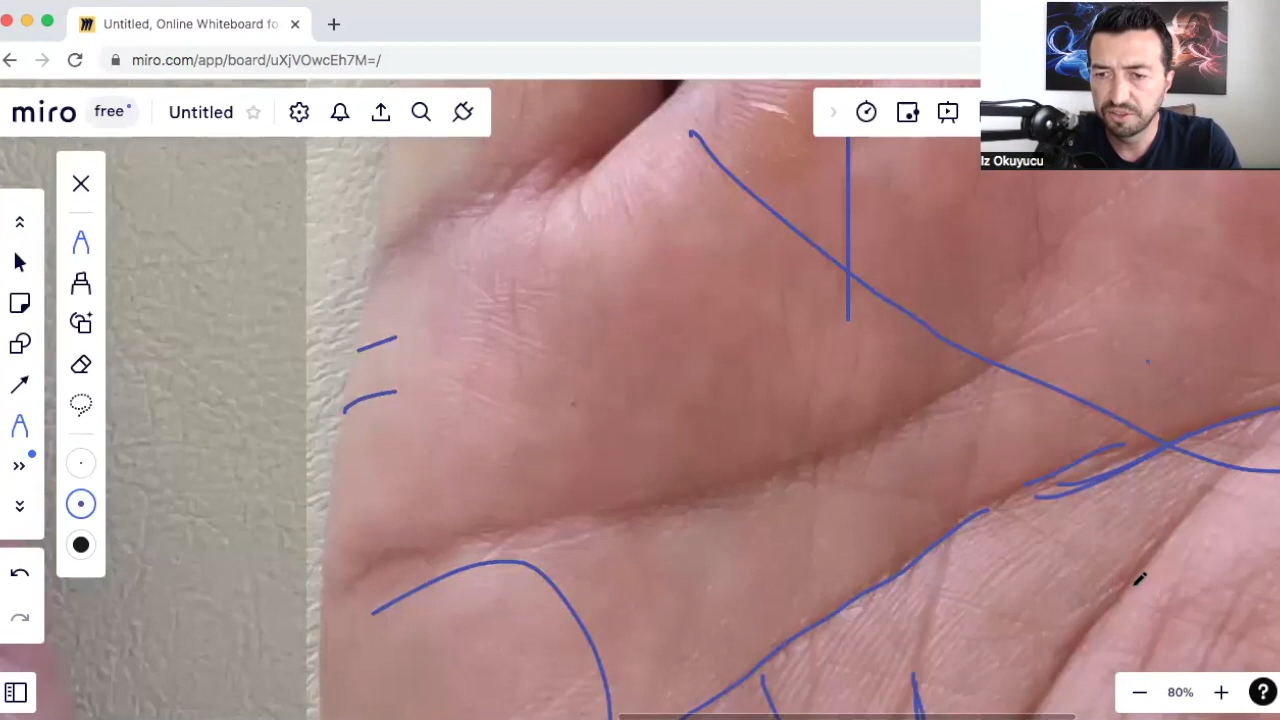 Untitled, Online Whiteboard fo
miro.com/app/board/uXjVOwcEh7M=/
miro free Untitled
lz Okuyucu
80%